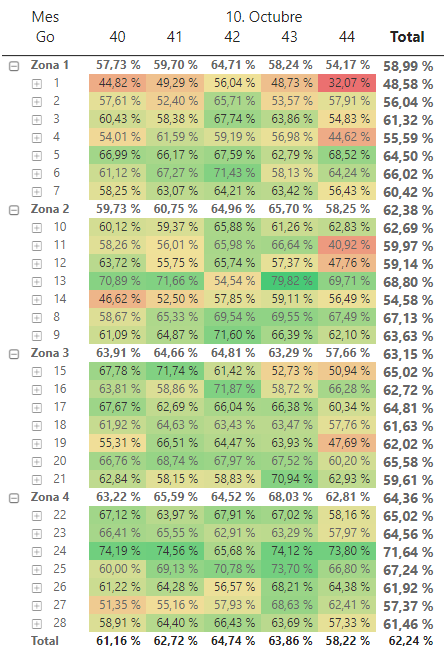 Mes 10. Octubre
Go 40 41 42 43 44 Total
Zona 1 57,73 % 59,70 % 64,71 % 58,24 % 54,17 % 58,99 %
1 44,82 % 49,29 % 56,04 % 48,73 % 32,07 % 48,58 %
2 57,61 % 52,40 % 65,71 % 53,57 % 57,91 % 56,04 %
3 60,43 % 58,38 % 67,74 % 63,86 % 54,83 % 61,32 %
4 54,01 % 61,59 % 59,19 % 56,98 % 44,62 % 55,59 %
5 66,99 % 66,17 % 67,59 % 62,79 % 68,52 % 64,50 %
6 61,12 % 67,27 % 71,43 % 58,13 % 64,24 % 66,02 %
7 58,25 % 63,07 % 64,21 % 63,42 % 56,43 % 60,42 %
Zona 2 59,73 % 60,75 % 64,96 % 65,70 % 58,25 % 62,38 %
10 60,12 % 59,37 % 65,88 % 61,26 % 62,83 % 62,69 %
11 58,26 % 56,01 % 65,98 % 66,64 % 40,92 % 59,97 %
12 63,72 % 55,75 % 65,74 % 57,37 % 47,76 % 59,14 %
13 70,89 % 71,66 % 54,54 % 79,82 % 69,71 % 68,80 %
14 46,62 % 52,50 % 57,85 % 59,11 % 56,49 % 54,58 %
8 58,67 % 65,33 % 69,54 % 69,55 % 67,49 % 67,13 %
9 61,09 % 64,87 % 71,60 % 66,39 % 62,10 % 63,63 %
Zona 3 63,91 % 64,66 % 64,81 % 63,29 % 57,66 % 63,15 %
15 67,78 % 71,74 % 61,42 % 52,73 % 50,94 % 65,02 %
16 63,81 % 58,86 % 71,87 % 58,72 % 66,28 % 62,72 %
17 67,67 % 62,69 % 66,04 % 66,38 % 60,34 % 64,81 %
18 61,92 % 64,63 % 63,43 % 63,47 % 57,76 % 61,63 %
19 55,31 % 66,51 % 64,47 % 63,93 % 47,69 % 62,02 %
20 66,76 % 68,74 % 67,97 % 67,52 % 60,20 % 65,58 %
21 62,84 % 58,15 % 58,83 % 70,94 % 62,93 % 59,61 %
Zona 4 63,22 % 65,59 % 64,52 % 68,03 % 62,81 % 64,36 %
22 67,12 % 63,97 % 67,91 % 67,02 % 58,16 % 65,02 %
23 66,41 % 65,55 % 62,91 % 63,29 % 57,97 % 64,56 %
24 74,19 % 74,56 % 65,68 % 74,12 % 73,80 % 71,64 %
25 60,00 % 69,13 % 70,78 % 73,70 % 66,80 % 67,24 %
26 61,22 % 64,28 % 56,57 % 68,21 % 64,38 % 61,92 %
27 51,35 % 55,16 % 57,93 % 68,63 % 62,41 % 57,37 %
28 58,91 % 64,40 % 66,43 % 63,69 % 57,33 % 61,46 %
Total 61,16 % 62,72 % 64,74 % 63,86 % 58,22 % 62,24 %